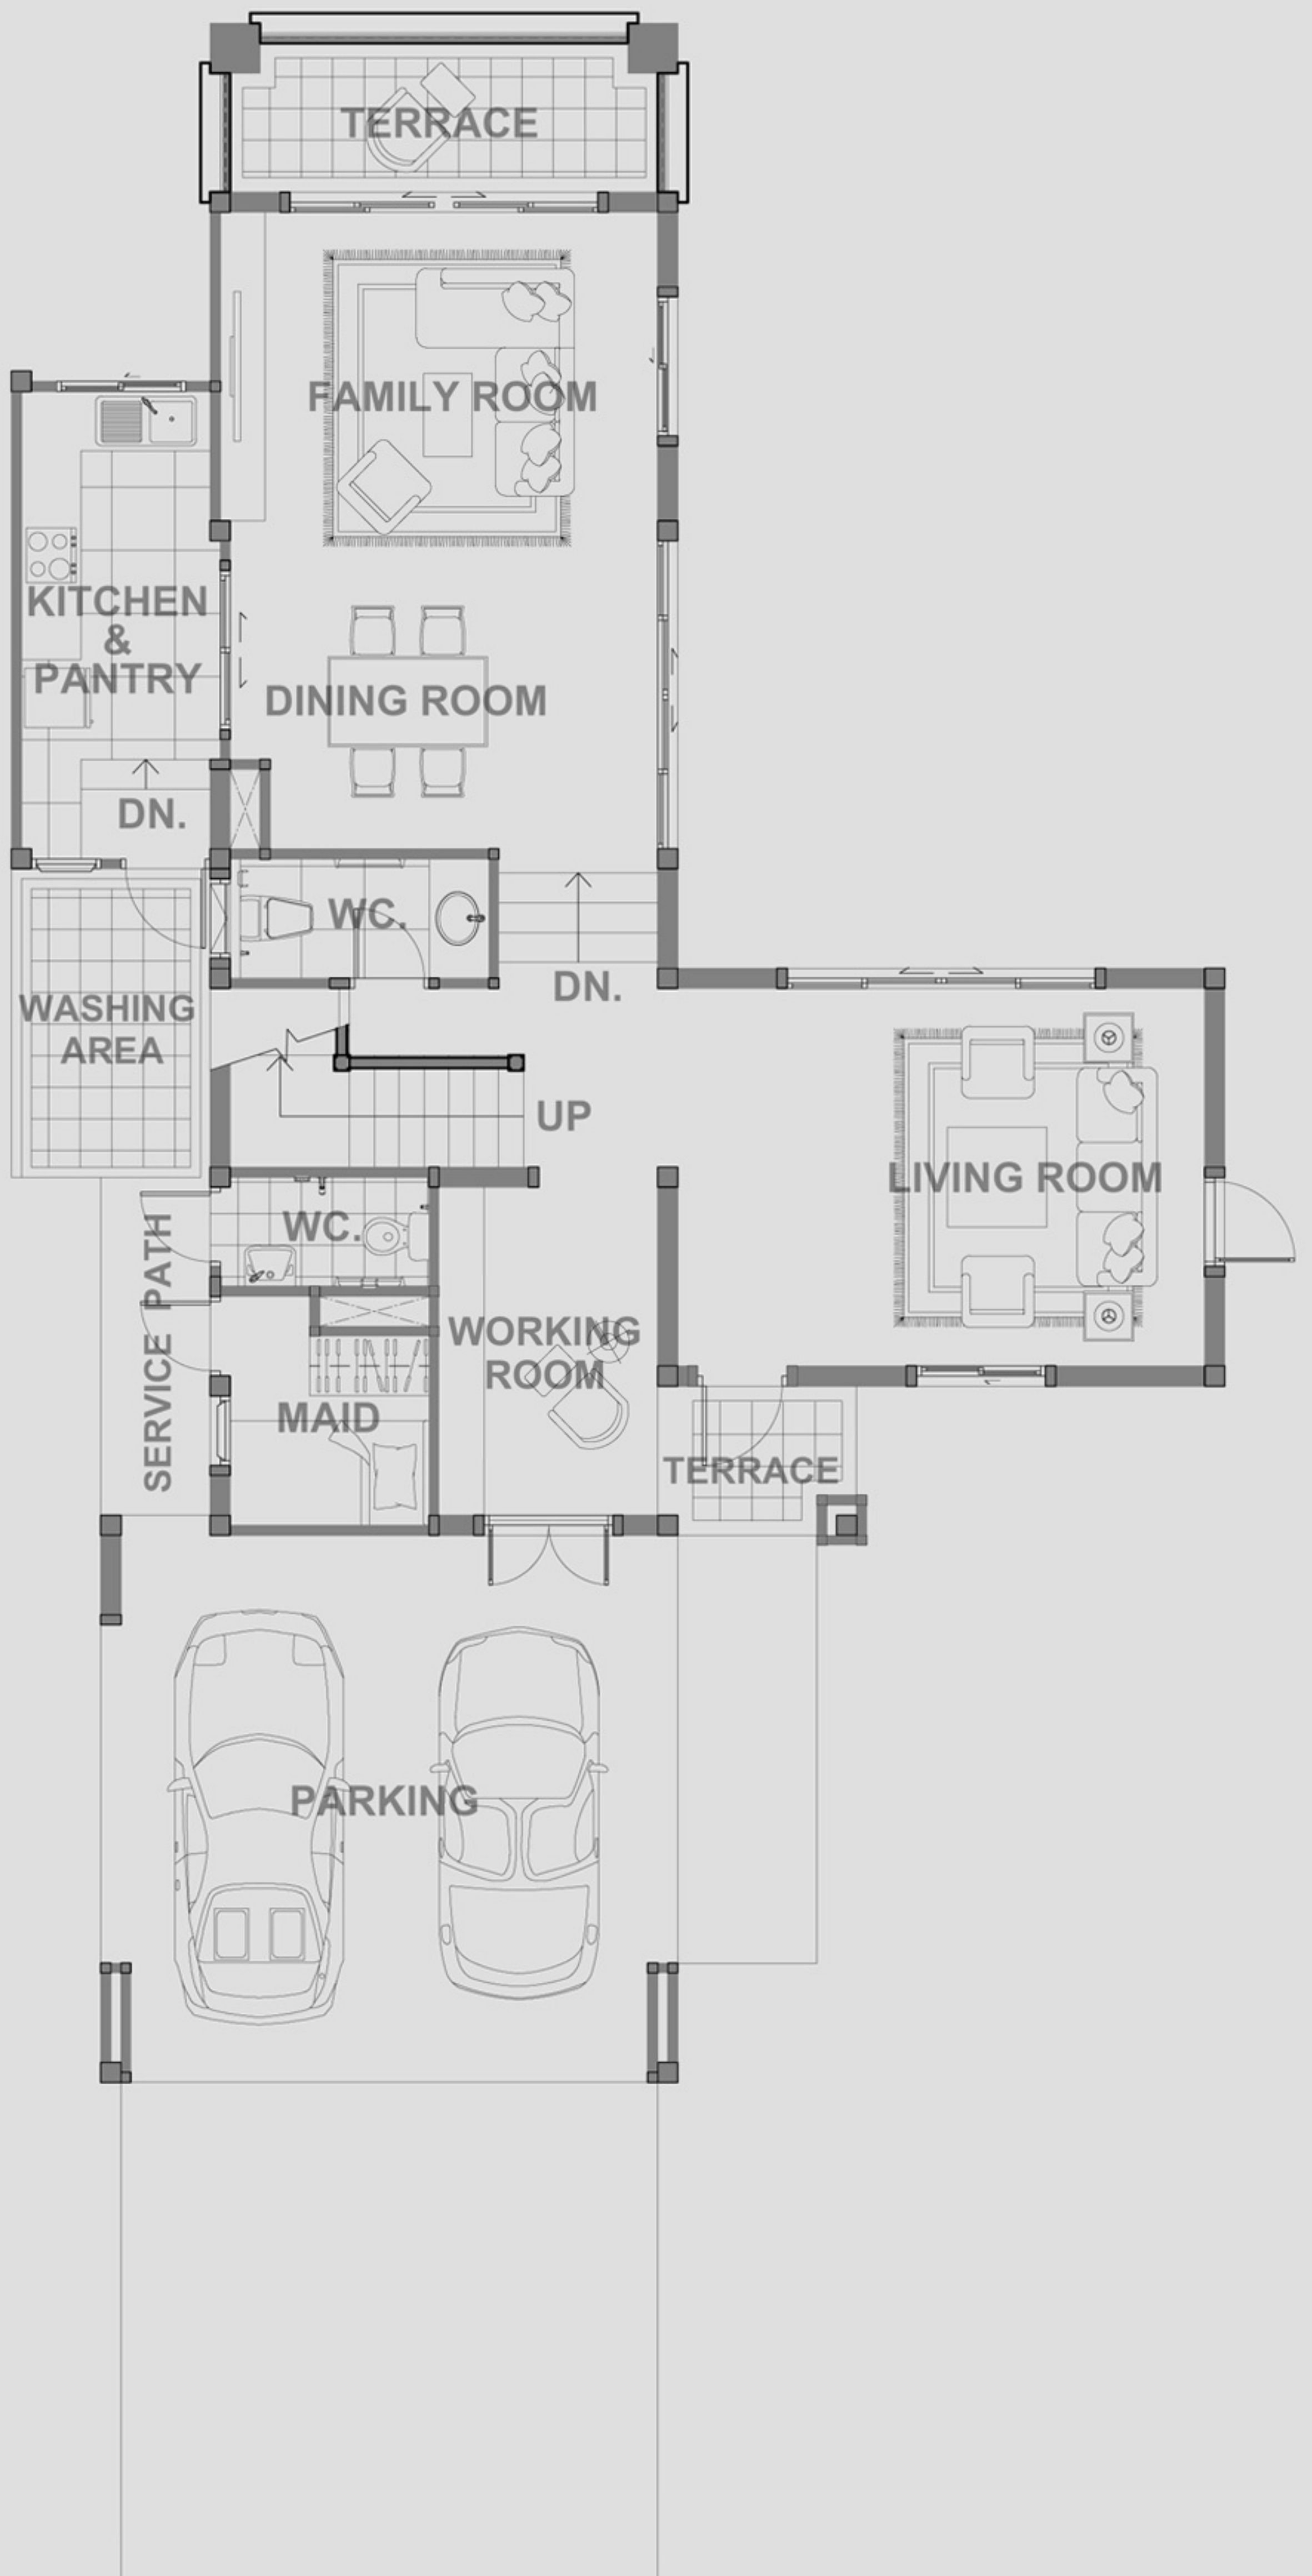 TERRACE
FAMILY ROOM
KITCHEN
&
PANTRY
DINING ROOM
DN.
WC.
DN.
WASHING
AREA
UP
LIVING ROOM
WC.
SERVICE PATH
WORKING
ROOM
MAID
TERRACE
PARKING